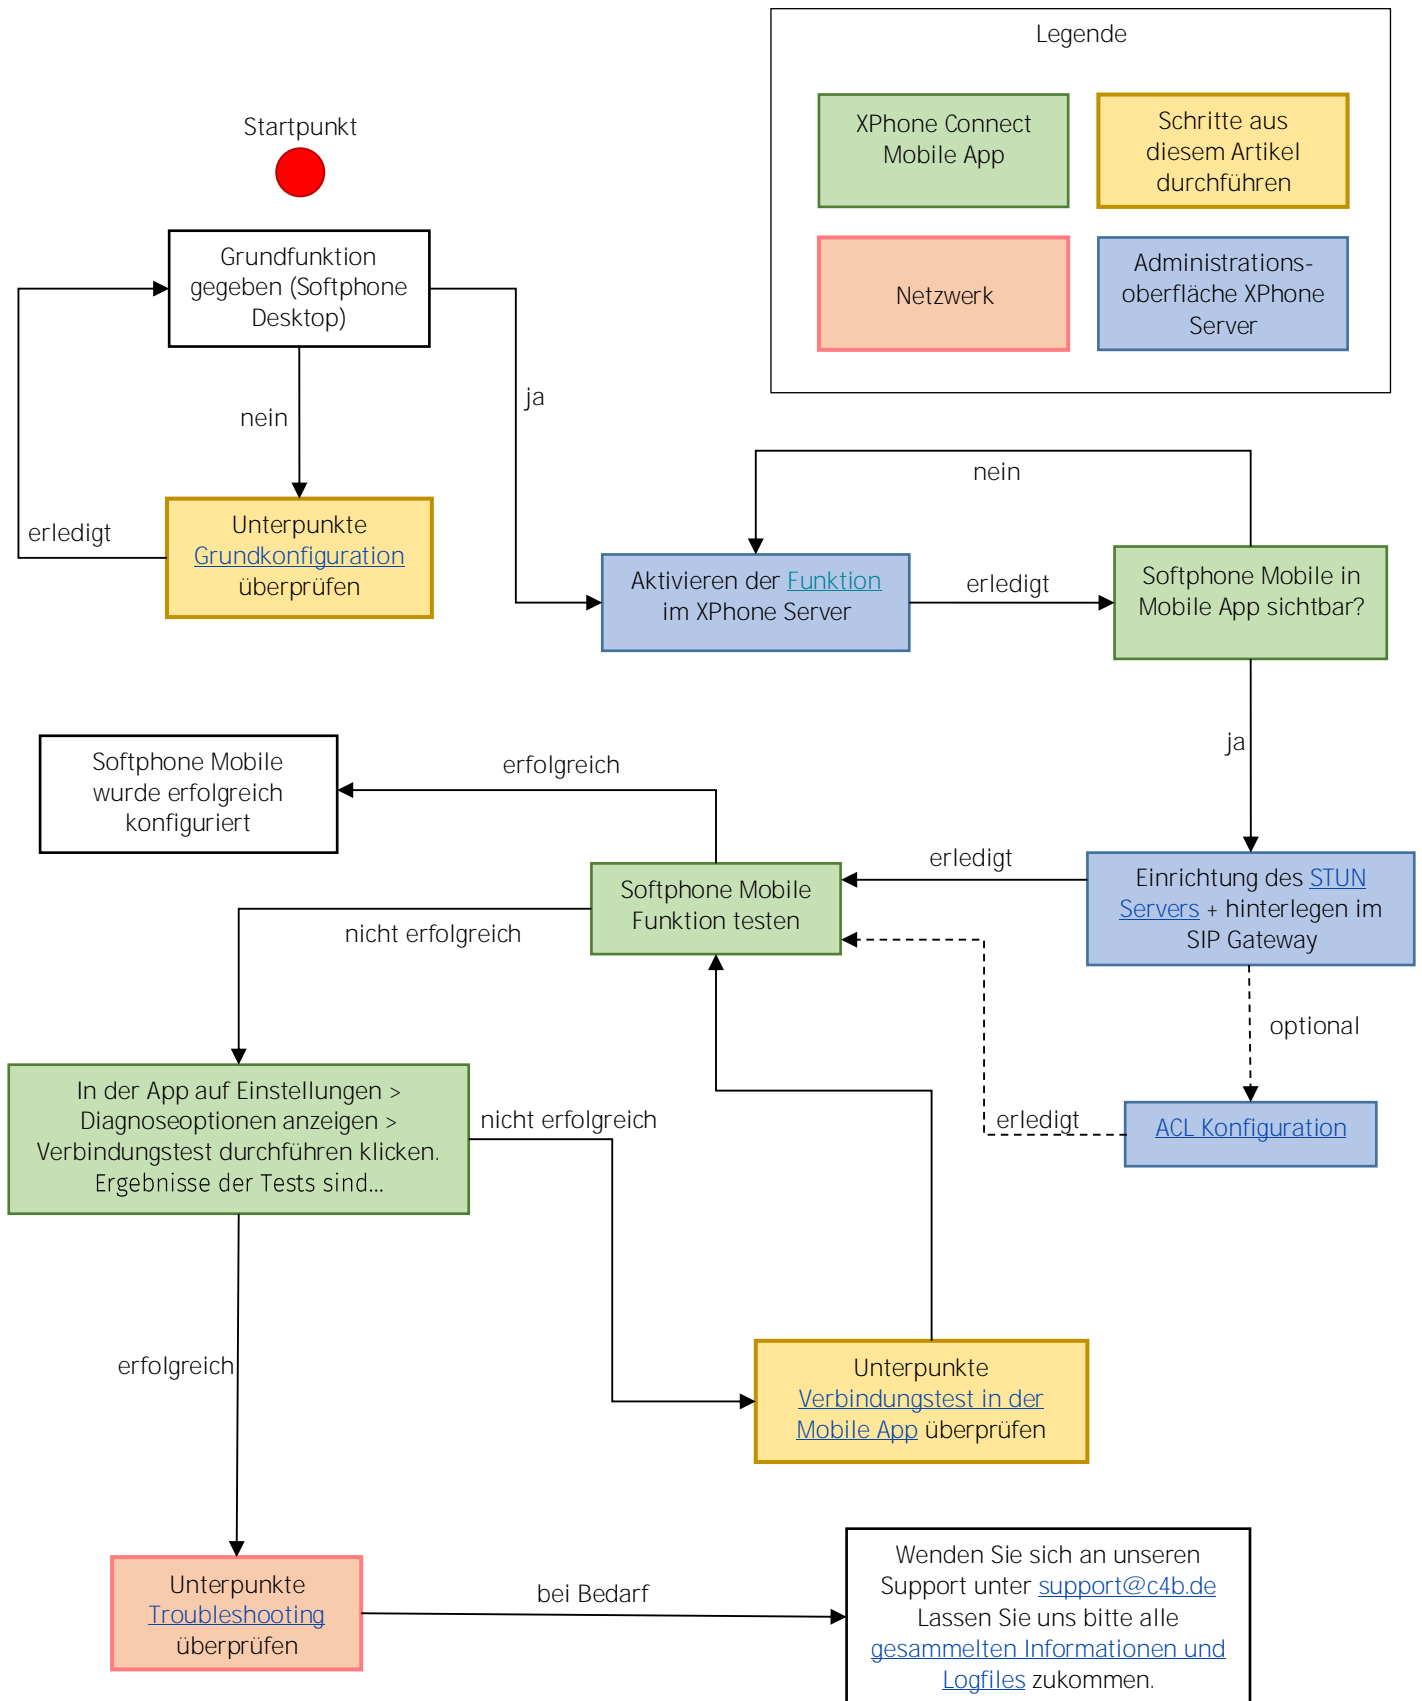 Legende
XPhone Connect
Mobile App
Schritte aus
diesem Artikel
durchführen
Netzwerk
Administrations-
oberfläche XPhone
Server
Startpunkt
Grundfunktion
gegeben (Softphone
Desktop)
nein
ja
erledigt
Unterpunkte
Grundkonfiguration
überprüfen
nein
Aktivieren der Funktion
im XPhone Server
erledigt
Softphone Mobile in
Mobile App sichtbar?
ja
Softphone Mobile
wurde erfolgreich
konfiguriert
erfolgreich
erledigt
Einrichtung des STUN
Servers + hinterlegen im
SIP Gateway
Softphone Mobile
Funktion testen
nicht erfolgreich
optional
erledigt
ACL Konfiguration
In der App auf Einstellungen >
Diagnoseoptionen anzeigen >
Verbindungstest durchführen klicken.
Ergebnisse der Tests sind...
nicht erfolgreich
erfolgreich
Unterpunkte
Verbindungstest in der
Mobile App überprüfen
Unterpunkte
Troubleshooting
überprüfen
bei Bedarf
Wenden Sie sich an unseren
Support unter support@c4b.de
Lassen Sie uns bitte alle
gesammelten Informationen und
Logfiles zukommen.